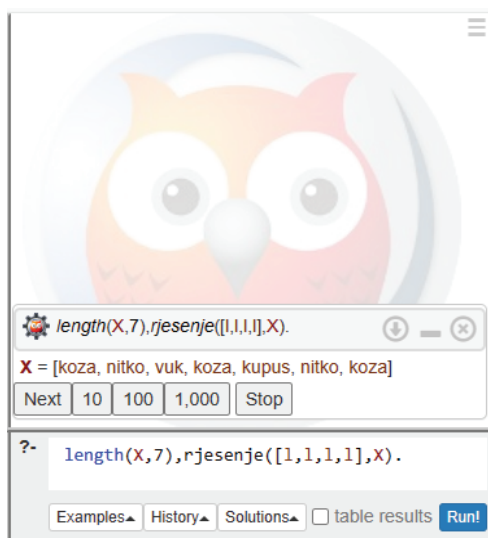 length(X,7),rjesenje([l,l,l,l],X).
X = [koza, nitko, vuk, koza, kupus, nitko, koza]
Next 10 100 1,000 Stop
?- length(X,7),rjesenje([l,l,l,l],X).
Examples History Solutions table results Run!